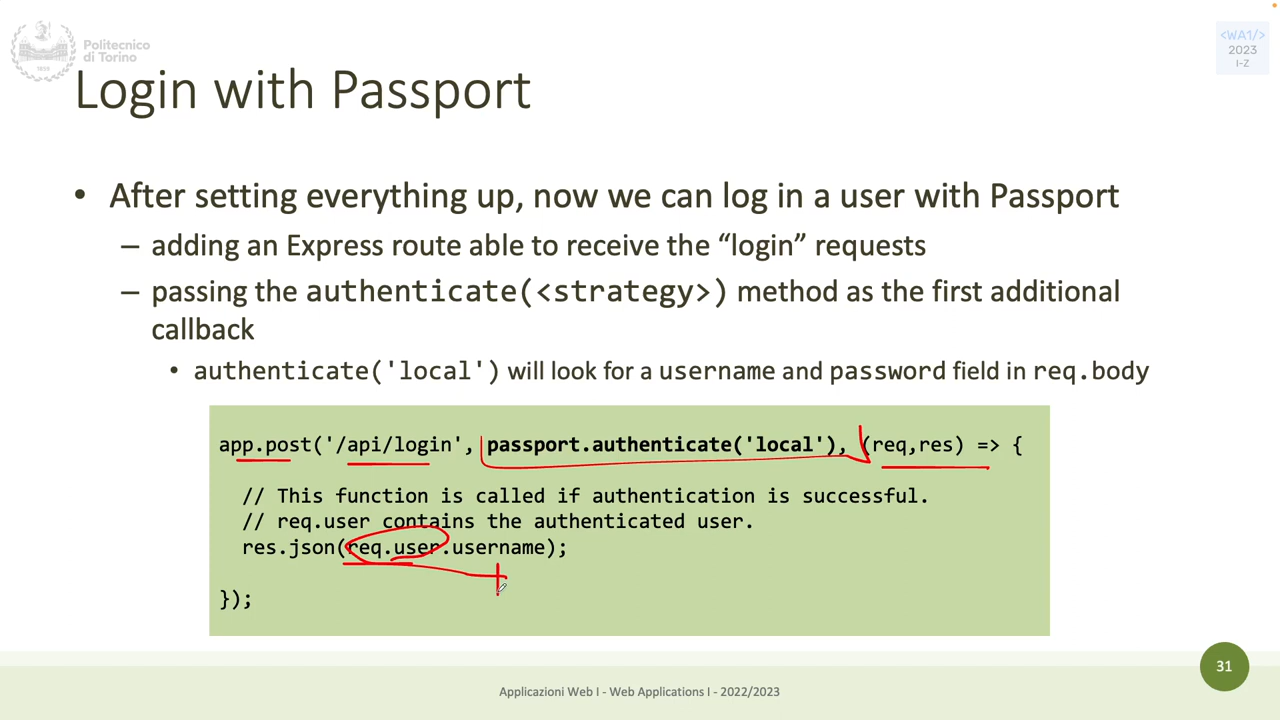 Politecnico
di Torino
1859
<WA1/>
2023
I-Z
Login with Passport
• After setting everything up, now we can log in a user with Passport
– adding an Express route able to receive the “login” requests
– passing the authenticate(<strategy>) method as the first additional
callback
• authenticate('local') will look for a username and password field in req.body
app.post('/api/login', passport.authenticate('local'), (req,res) => {
// This function is called if authentication is successful.
// req.user contains the authenticated user.
res.json(req.user.username);
});
31
Applicazioni Web I - Web Applications I - 2022/2023